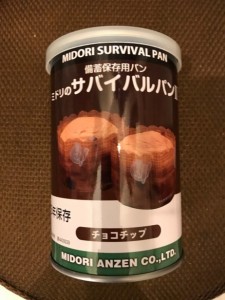 MIDORI SURVIVAL PAN
備蓄保存用パン
ミドリのサバイバルパン
年保存
チョコチップ
MIDORI ANZEN CO.,LTD.